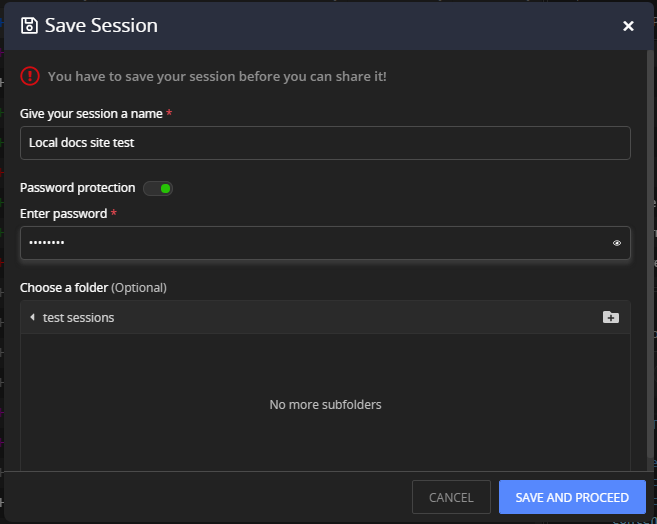 Save Session
You have to save your session before you can share it!
Give your session a name *
Local docs site test
Password protection
Enter password *
••••••••
Choose a folder (Optional)
test sessions
No more subfolders
CANCEL
SAVE AND PROCEED